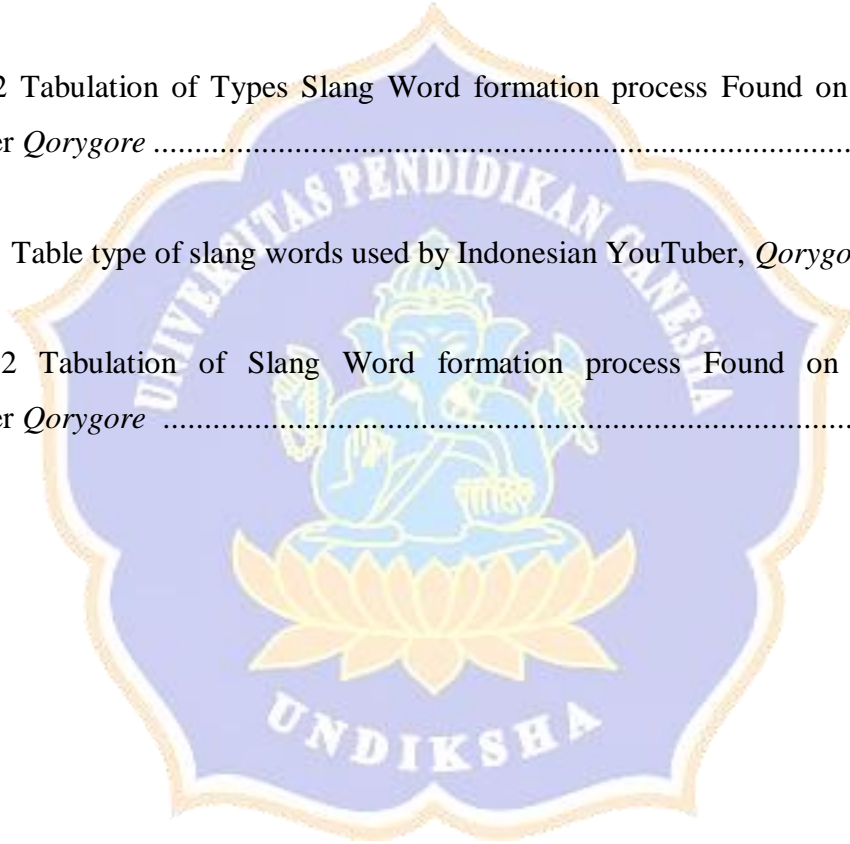 2 Tabulation of Types Slang Word formation process Found on
er Qorygore ..............................................................................
UNIVERSITAS PENDIDIKAN GANESHA
Table type of slang words used by Indonesian YouTuber, Qorygo
2 Tabulation of Slang Word formation process Found on
er Qorygore .............................................................................
UNDIKSHA